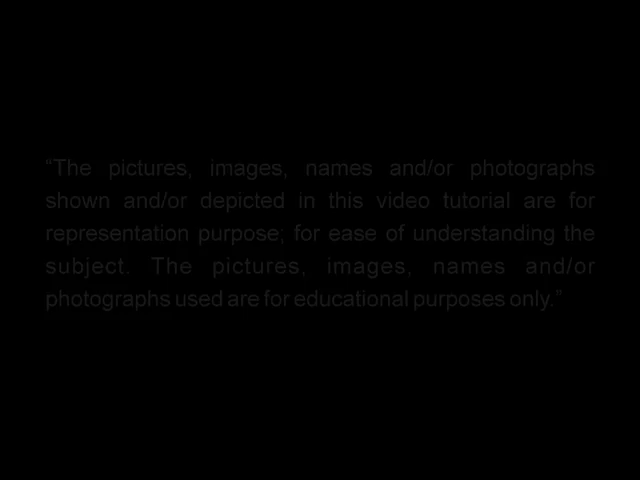 “The pictures, images, names and/or photographs
shown and/or depicted in this video tutorial are for
representation purpose; for ease of understanding the
subject. The pictures, images, names and/or
photographs used are for educational purposes only.”